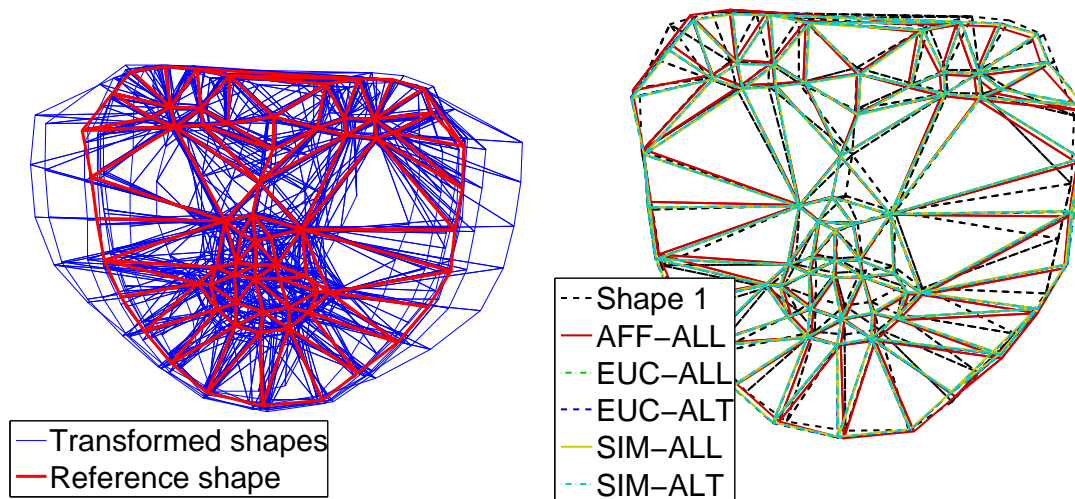 Transformed shapes
Reference shape
Shape 1
AFF−ALL
EUC−ALL
EUC−ALT
SIM−ALL
SIM−ALT